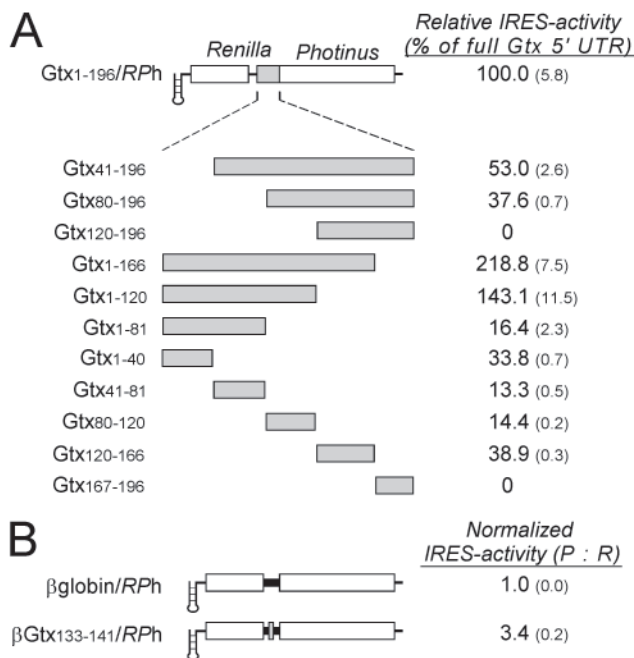 A
Relative IRES-activity
(% of full Gtx 5' UTR)
Renilla Photinus
Gtx1-196/RPh 100.0 (5.8)
Gtx41-196 53.0 (2.6)
Gtx80-196 37.6 (0.7)
Gtx120-196 0
Gtx1-166 218.8 (7.5)
Gtx1-120 143.1 (11.5)
Gtx1-81 16.4 (2.3)
Gtx1-40 33.8 (0.7)
Gtx41-81 13.3 (0.5)
Gtx80-120 14.4 (0.2)
Gtx120-166 38.9 (0.3)
Gtx167-196 0
B
Normalized
IRES-activity (P : R)
βglobin/RPh 1.0 (0.0)
βGtx133-141/RPh 3.4 (0.2)